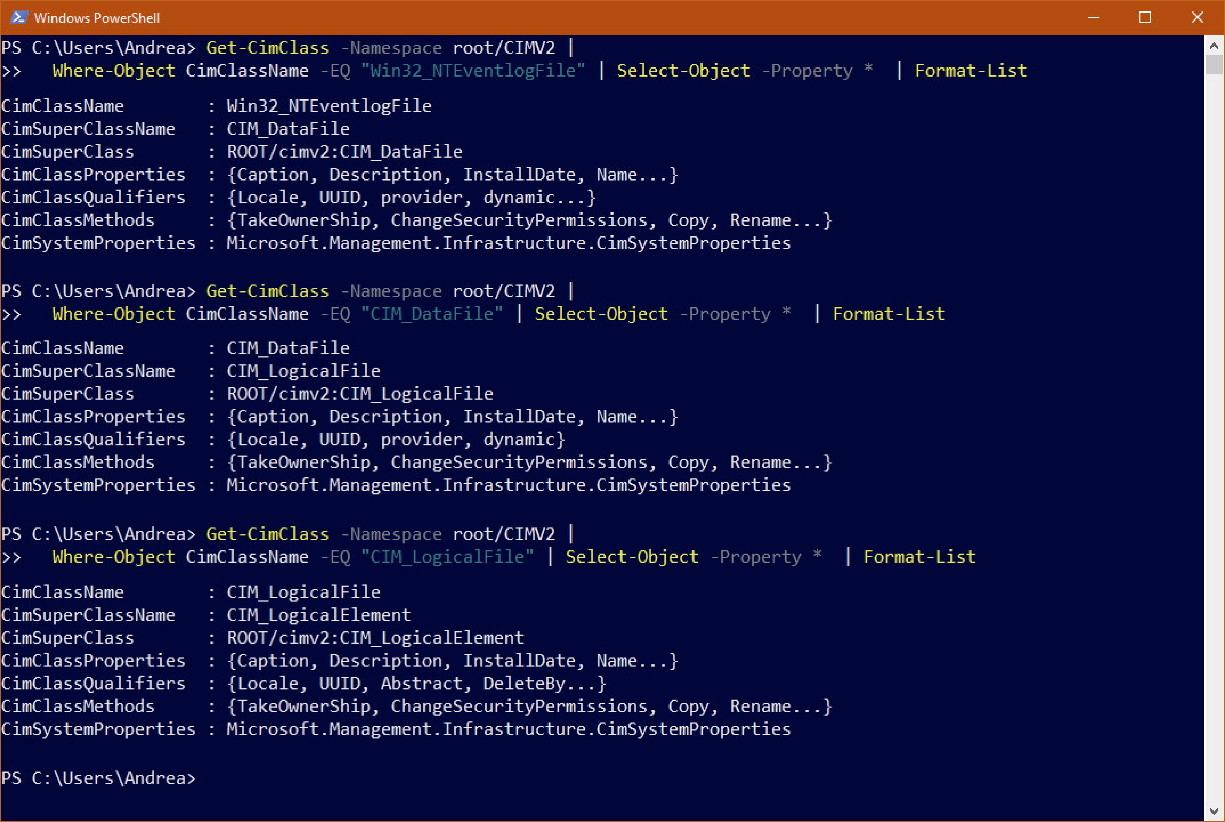 Windows PowerShell
PS C:\Users\Andrea> Get-CimClass -Namespace root/CIMV2 |
>>   Where-Object CimClassName -EQ "Win32_NTEventlogFile" | Select-Object -Property *  | Format-List
CimClassName        : Win32_NTEventlogFile
CimSuperClassName   : CIM_DataFile
CimSuperClass       : ROOT/cimv2:CIM_DataFile
CimClassProperties  : {Caption, Description, InstallDate, Name...}
CimClassQualifiers  : {Locale, UUID, provider, dynamic...}
CimClassMethods     : {TakeOwnerShip, ChangeSecurityPermissions, Copy, Rename...}
CimSystemProperties : Microsoft.Management.Infrastructure.CimSystemProperties
PS C:\Users\Andrea> Get-CimClass -Namespace root/CIMV2 |
>>   Where-Object CimClassName -EQ "CIM_DataFile" | Select-Object -Property *  | Format-List
CimClassName        : CIM_DataFile
CimSuperClassName   : CIM_LogicalFile
CimSuperClass       : ROOT/cimv2:CIM_LogicalFile
CimClassProperties  : {Caption, Description, InstallDate, Name...}
CimClassQualifiers  : {Locale, UUID, provider, dynamic}
CimClassMethods     : {TakeOwnerShip, ChangeSecurityPermissions, Copy, Rename...}
CimSystemProperties : Microsoft.Management.Infrastructure.CimSystemProperties
PS C:\Users\Andrea> Get-CimClass -Namespace root/CIMV2 |
>>   Where-Object CimClassName -EQ "CIM_LogicalFile" | Select-Object -Property *  | Format-List
CimClassName        : CIM_LogicalFile
CimSuperClassName   : CIM_LogicalElement
CimSuperClass       : ROOT/cimv2:CIM_LogicalElement
CimClassProperties  : {Caption, Description, InstallDate, Name...}
CimClassQualifiers  : {Locale, UUID, Abstract, DeleteBy...}
CimClassMethods     : {TakeOwnerShip, ChangeSecurityPermissions, Copy, Rename...}
CimSystemProperties : Microsoft.Management.Infrastructure.CimSystemProperties
PS C:\Users\Andrea>